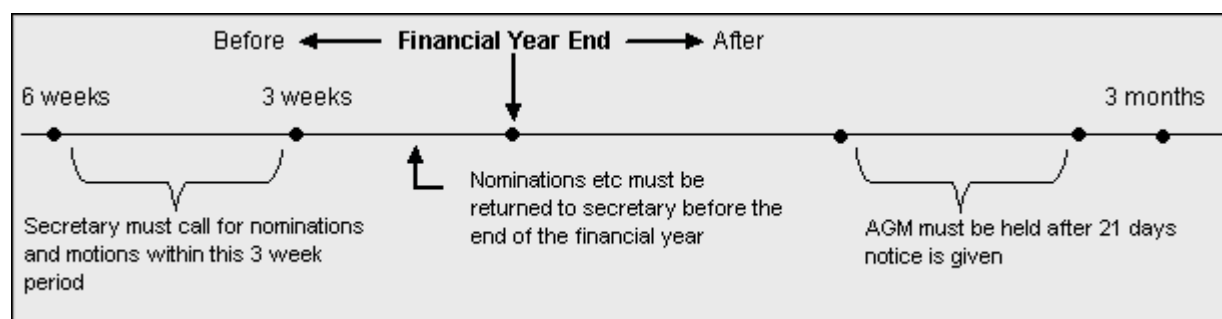 Before Financial Year End After
6 weeks 3 weeks 3 months
Secretary must call for nominations
and motions within this 3 week
period
Nominations etc must be
returned to secretary before the
end of the financial year
AGM must be held after 21 days
notice is given